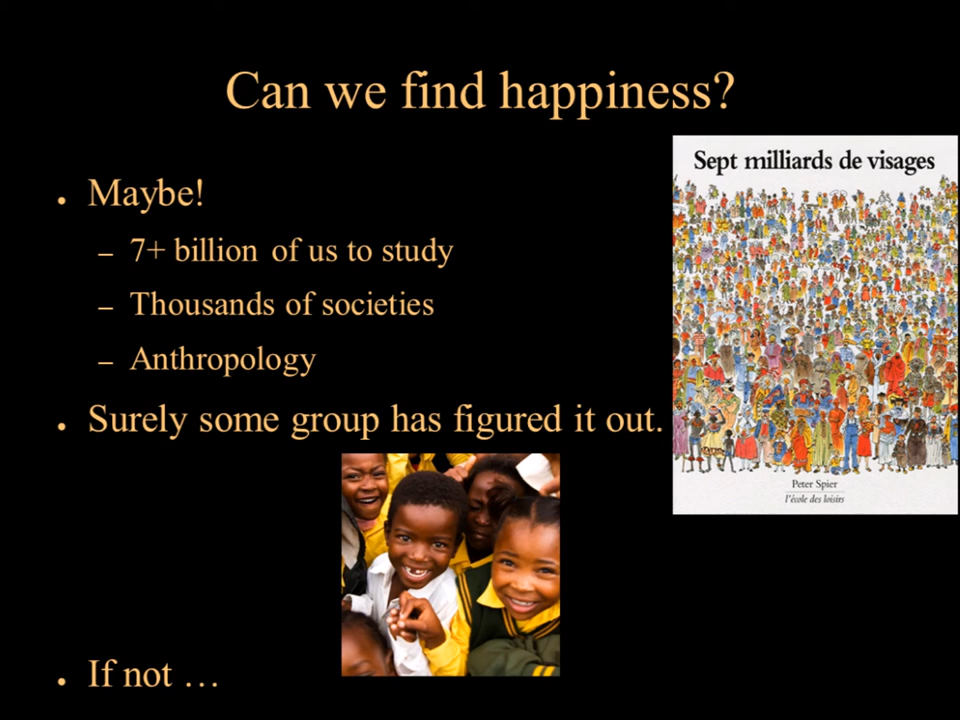 Can we find happiness?
● Maybe!
– 7+ billion of us to study
– Thousands of societies
– Anthropology
● Surely some group has figured it out.
● If not …
Sept milliards de visages
Peter Spier
l'école des loisirs